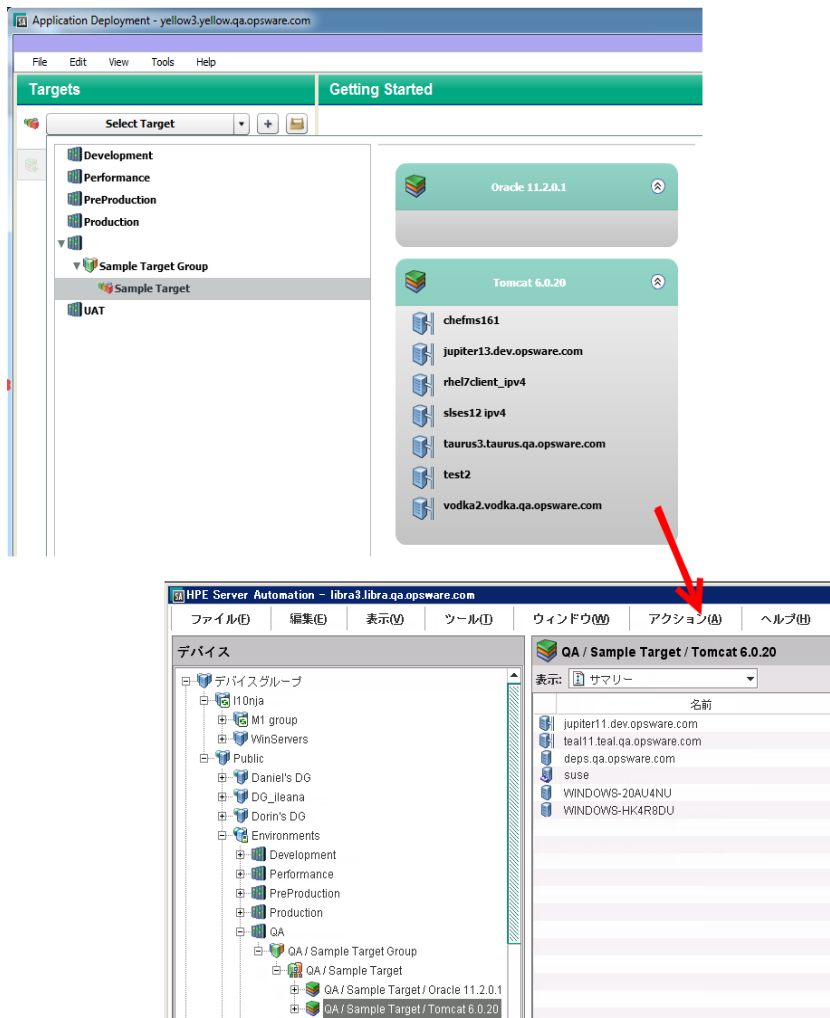 Application Deployment - yellow3.yellow.qa.opsware.com
File Edit View Tools Help
Targets
Getting Started
Select Target
Development
Performance
PreProduction
Production
Sample Target Group
Sample Target
UAT
Oracle 11.2.0.1
Tomcat 6.0.20
chefms161
jupiter13.dev.opsware.com
rhel7client_ipv4
slses12 ipv4
taurus3.taurus.qa.opsware.com
test2
vodka2.vodka.qa.opsware.com
HPE Server Automation - libra3.libra.qa.opsware.com
ファイル(F) 編集(E) 表示(V) ツール(T) ウィンドウ(W) アクション(A) ヘルプ(H)
デバイス
デバイスグループ
l10nja
M1 group
WinServers
Public
Daniel's DG
DG_ileana
Dorin's DG
Environments
Development
Performance
PreProduction
Production
QA
QA / Sample Target Group
QA / Sample Target
QA / Sample Target / Oracle 11.2.0.1
QA / Sample Target / Tomcat 6.0.20
QA / Sample Target / Tomcat 6.0.20
表示: サマリー
名前
jupiter11.dev.opsware.com
teal11.teal.qa.opsware.com
deps.qa.opsware.com
suse
WINDOWS-20AU4NU
WINDOWS-HK4R8DU